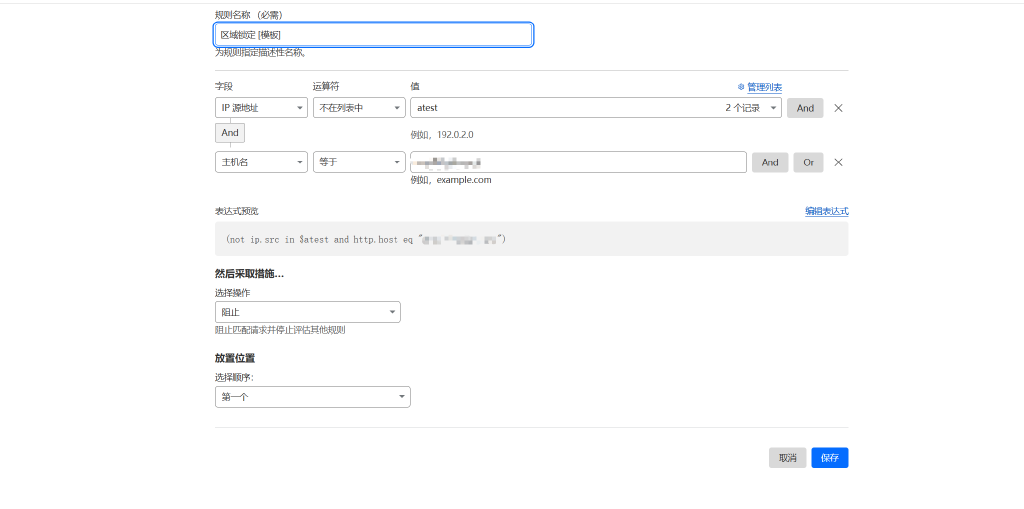 规则名称 （必需）
区域锁定 [模板]
为规则指定描述性名称。
字段 运算符 值 管理列表
IP 源地址 不在列表中 atest 2 个记录 And
And
例如，192.0.2.0
主机名 等于 And Or
例如，example.com
表达式预览 编辑表达式
(not ip.src in $atest and http.host eq " ")
然后采取措施...
选择操作
阻止
阻止匹配请求并停止评估其他规则
放置位置
选择顺序：
第一个
取消 保存